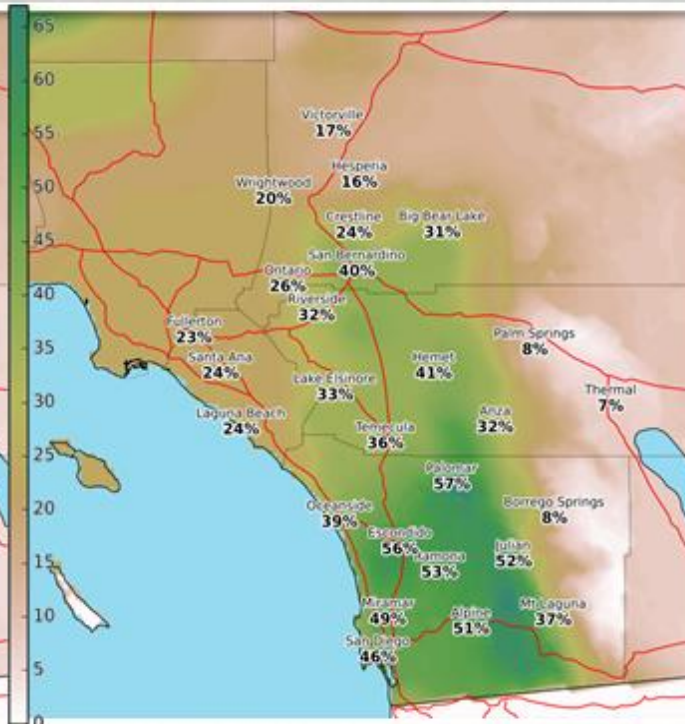 65
60
55
50
45
40
35
30
25
20
15
10
5
0
Victorville
17%
Hesperia
16%
Wrightwood
20%
Crestline
24%
Big Bear Lake
31%
San Bernardino
40%
Ontario
26%
Riverside
32%
Fullerton
23%
Palm Springs
8%
Santa Ana
24%
Hemet
41%
Lake Elsinore
33%
Thermal
7%
Laguna Beach
24%
Anza
32%
Temecula
36%
Palomar
57%
Oceanside
39%
Borrego Springs
8%
Escondido
56%
Ramona
53%
Julian
52%
Miramar
49%
Alpine
51%
Mt Laguna
37%
San Diego
46%